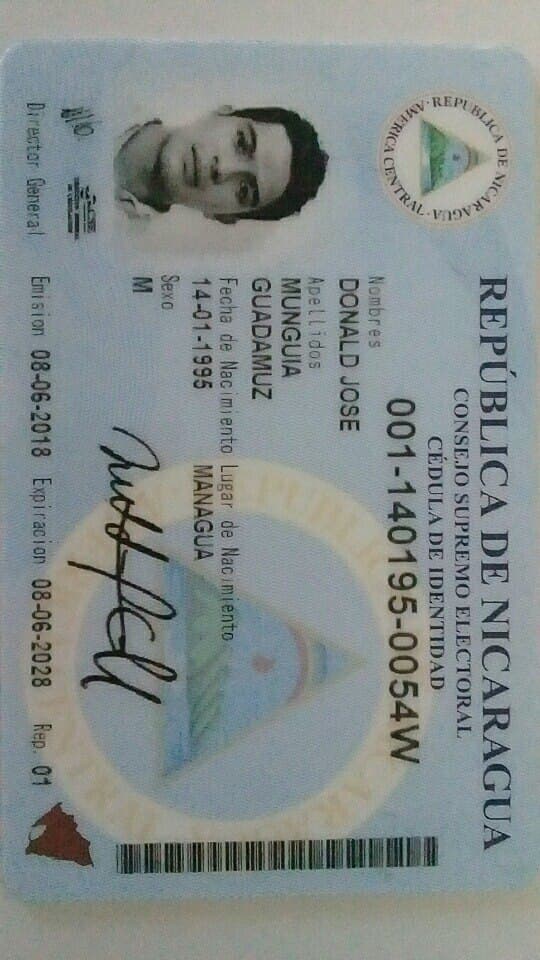 REPÚBLICA DE NICARAGUA
CONSEJO SUPREMO ELECTORAL
CÉDULA DE IDENTIDAD
REPUBLICA DE NICARAGUA
AMERICA CENTRAL
001-140195-0054W
Nombres
DONALD JOSE
Apellidos
MUNGUIA
GUADAMUZ
Fecha de Nacimiento Lugar de Nacimiento
14-01-1995 MANAGUA
Sexo
M
Director General Emision 08-06-2018 Expiracion 08-06-2028 Rep. 01